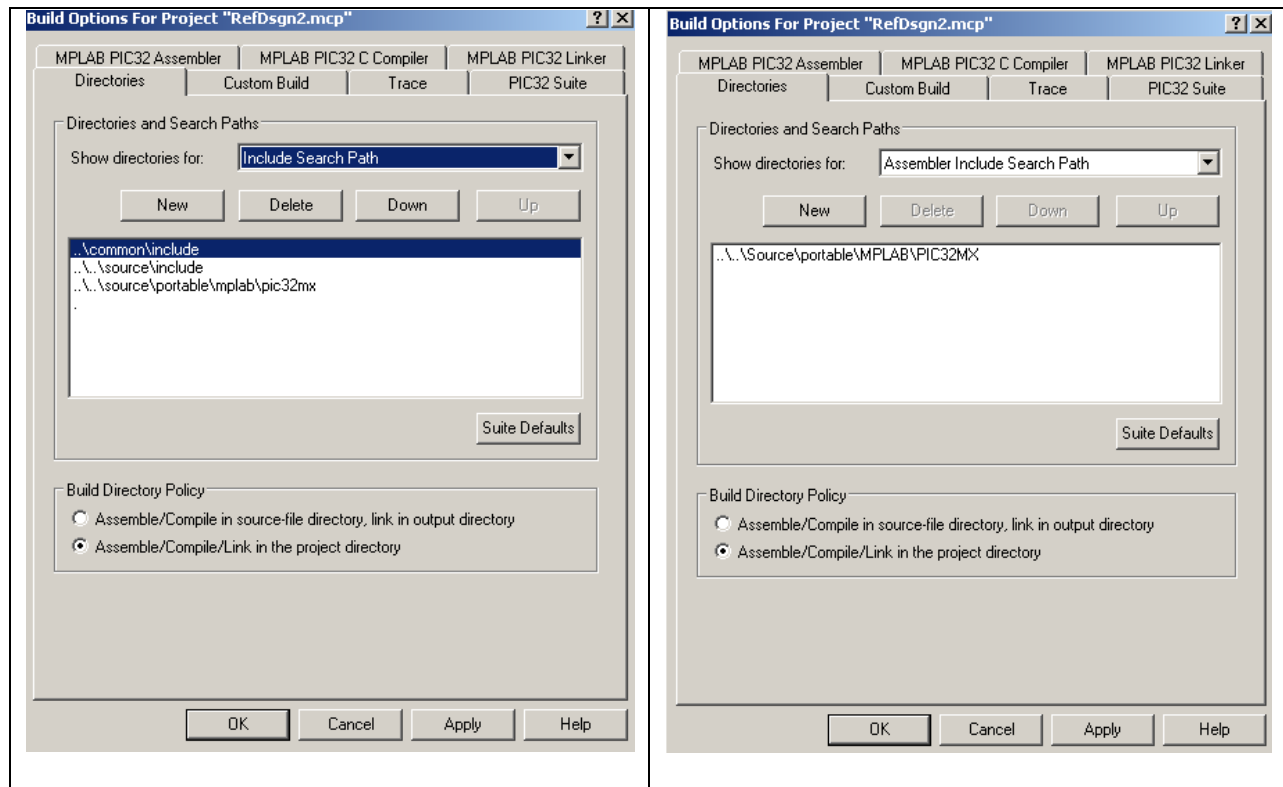 Build Options For Project "RefDsgn2.mcp"
MPLAB PIC32 Assembler MPLAB PIC32 C Compiler MPLAB PIC32 Linker
Directories Custom Build Trace PIC32 Suite
Directories and Search Paths
Show directories for: Include Search Path
New Delete Down Up
..\common\include
..\..\source\include
..\..\source\portable\mplab\pic32mx
.
Suite Defaults
Build Directory Policy
Assemble/Compile in source-file directory, link in output directory
Assemble/Compile/Link in the project directory
OK Cancel Apply Help
Build Options For Project "RefDsgn2.mcp"
MPLAB PIC32 Assembler MPLAB PIC32 C Compiler MPLAB PIC32 Linker
Directories Custom Build Trace PIC32 Suite
Directories and Search Paths
Show directories for: Assembler Include Search Path
New Delete Down Up
..\..\Source\portable\MPLAB\PIC32MX
Suite Defaults
Build Directory Policy
Assemble/Compile in source-file directory, link in output directory
Assemble/Compile/Link in the project directory
OK Cancel Apply Help